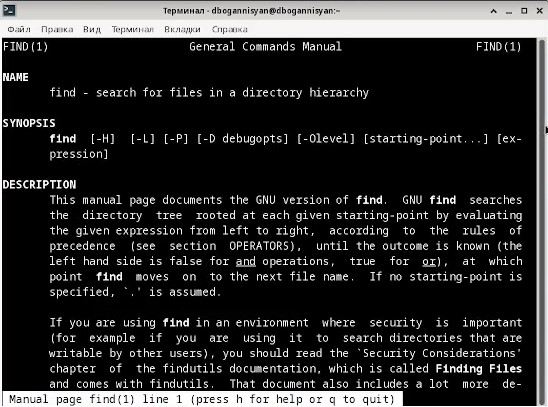 Терминал - dbogannisyan@dbogannisyan:~
Файл Правка Вид Терминал Вкладки Справка
FIND(1) General Commands Manual FIND(1)
NAME
find - search for files in a directory hierarchy
SYNOPSIS
find [-H] [-L] [-P] [-D debugopts] [-Olevel] [starting-point...] [ex-
pression]
DESCRIPTION
This manual page documents the GNU version of find. GNU find searches
the directory tree rooted at each given starting-point by evaluating
the given expression from left to right, according to the rules of
precedence (see section OPERATORS), until the outcome is known (the
left hand side is false for and operations, true for or), at which
point find moves on to the next file name. If no starting-point is
specified, `.' is assumed.
If you are using find in an environment where security is important
(for example if you are using it to search directories that are
writable by other users), you should read the `Security Considerations'
chapter of the findutils documentation, which is called Finding Files
and comes with findutils. That document also includes a lot more de-
Manual page find(1) line 1 (press h for help or q to quit)